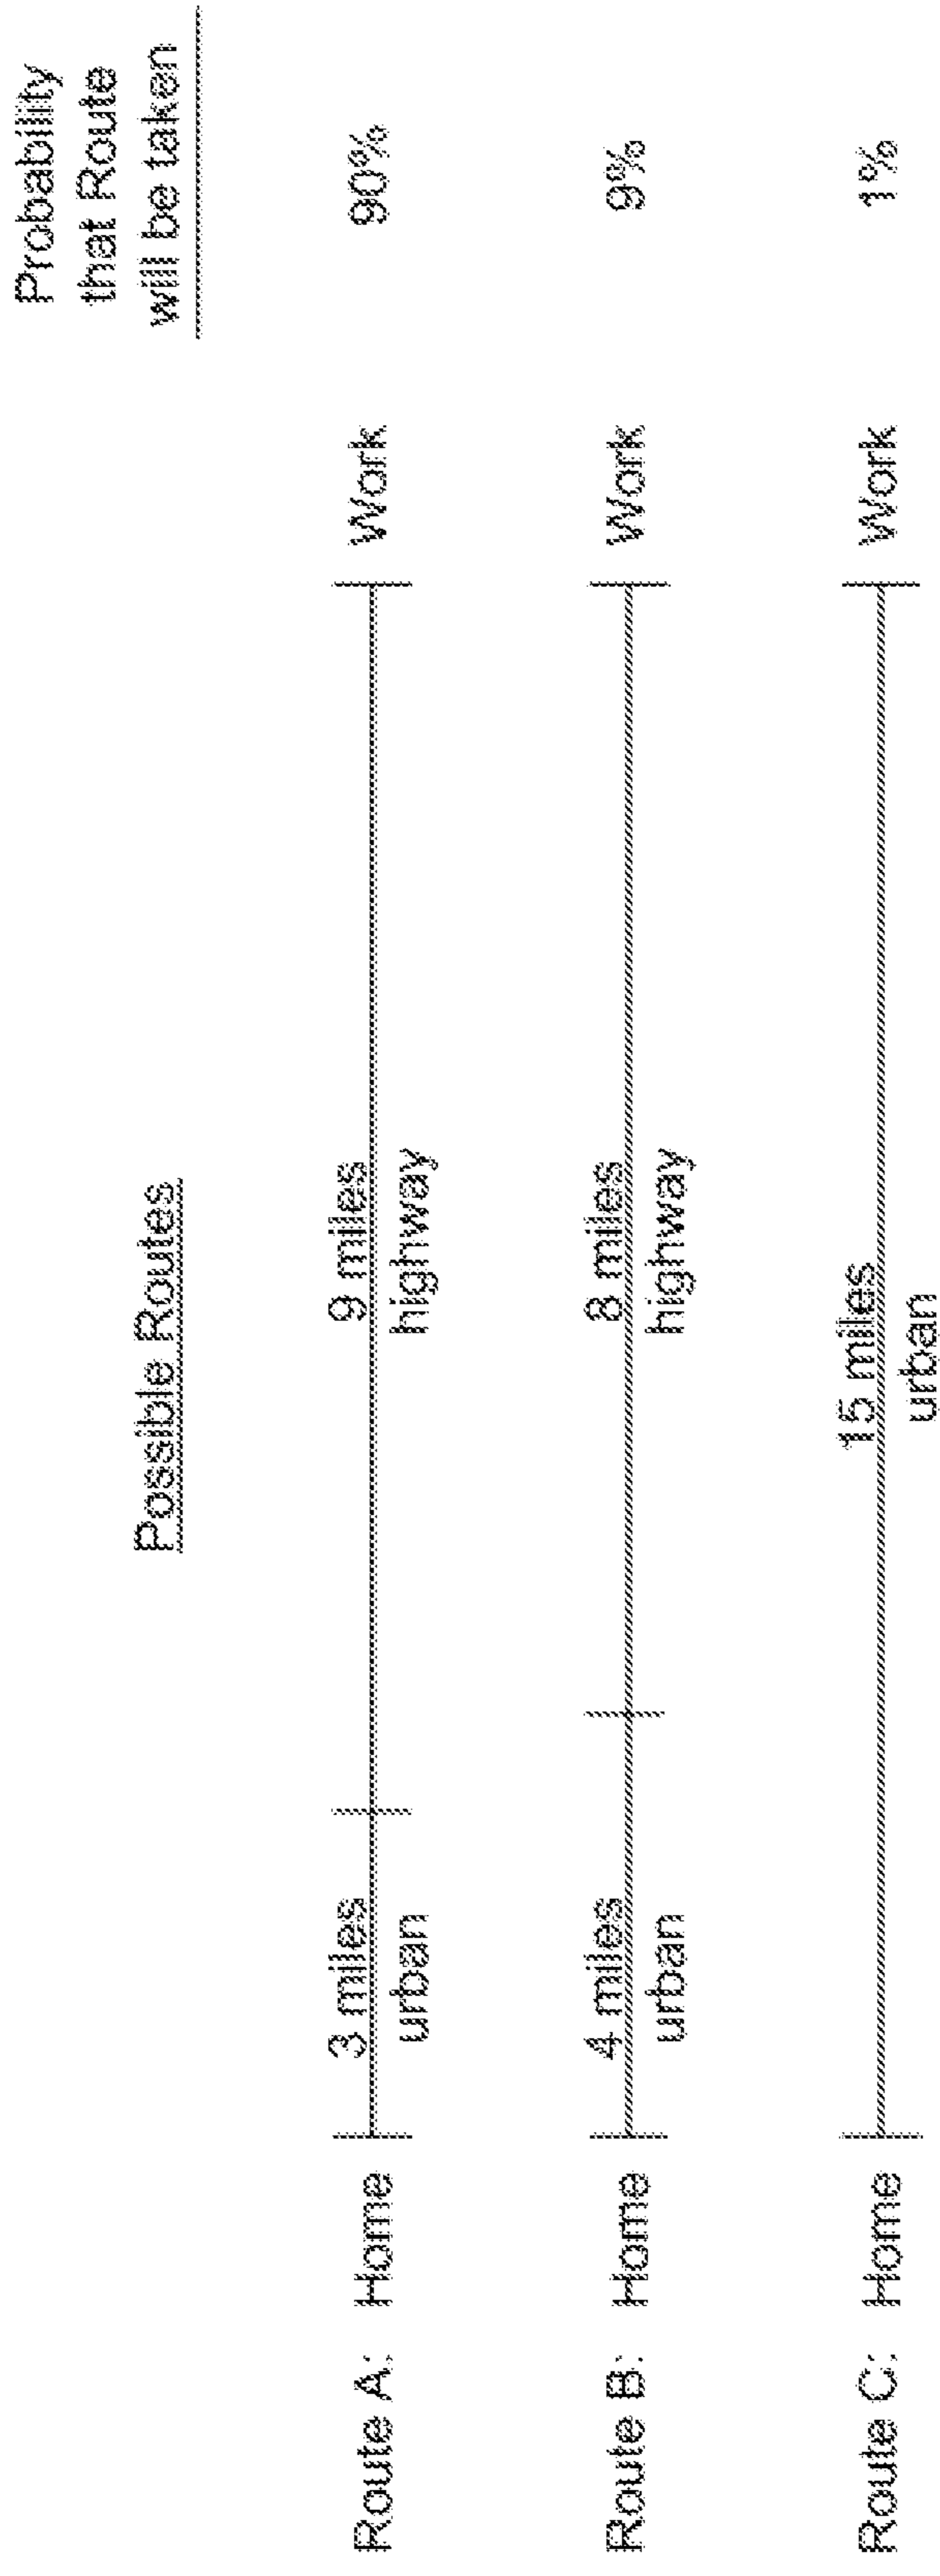 Possible Routes
Probability
that Route
will be taken
Route A: Home
3 miles
urban
9 miles
highway
Work
90%
Route B: Home
4 miles
urban
8 miles
highway
Work
9%
Route C: Home
15 miles
urban
Work
1%